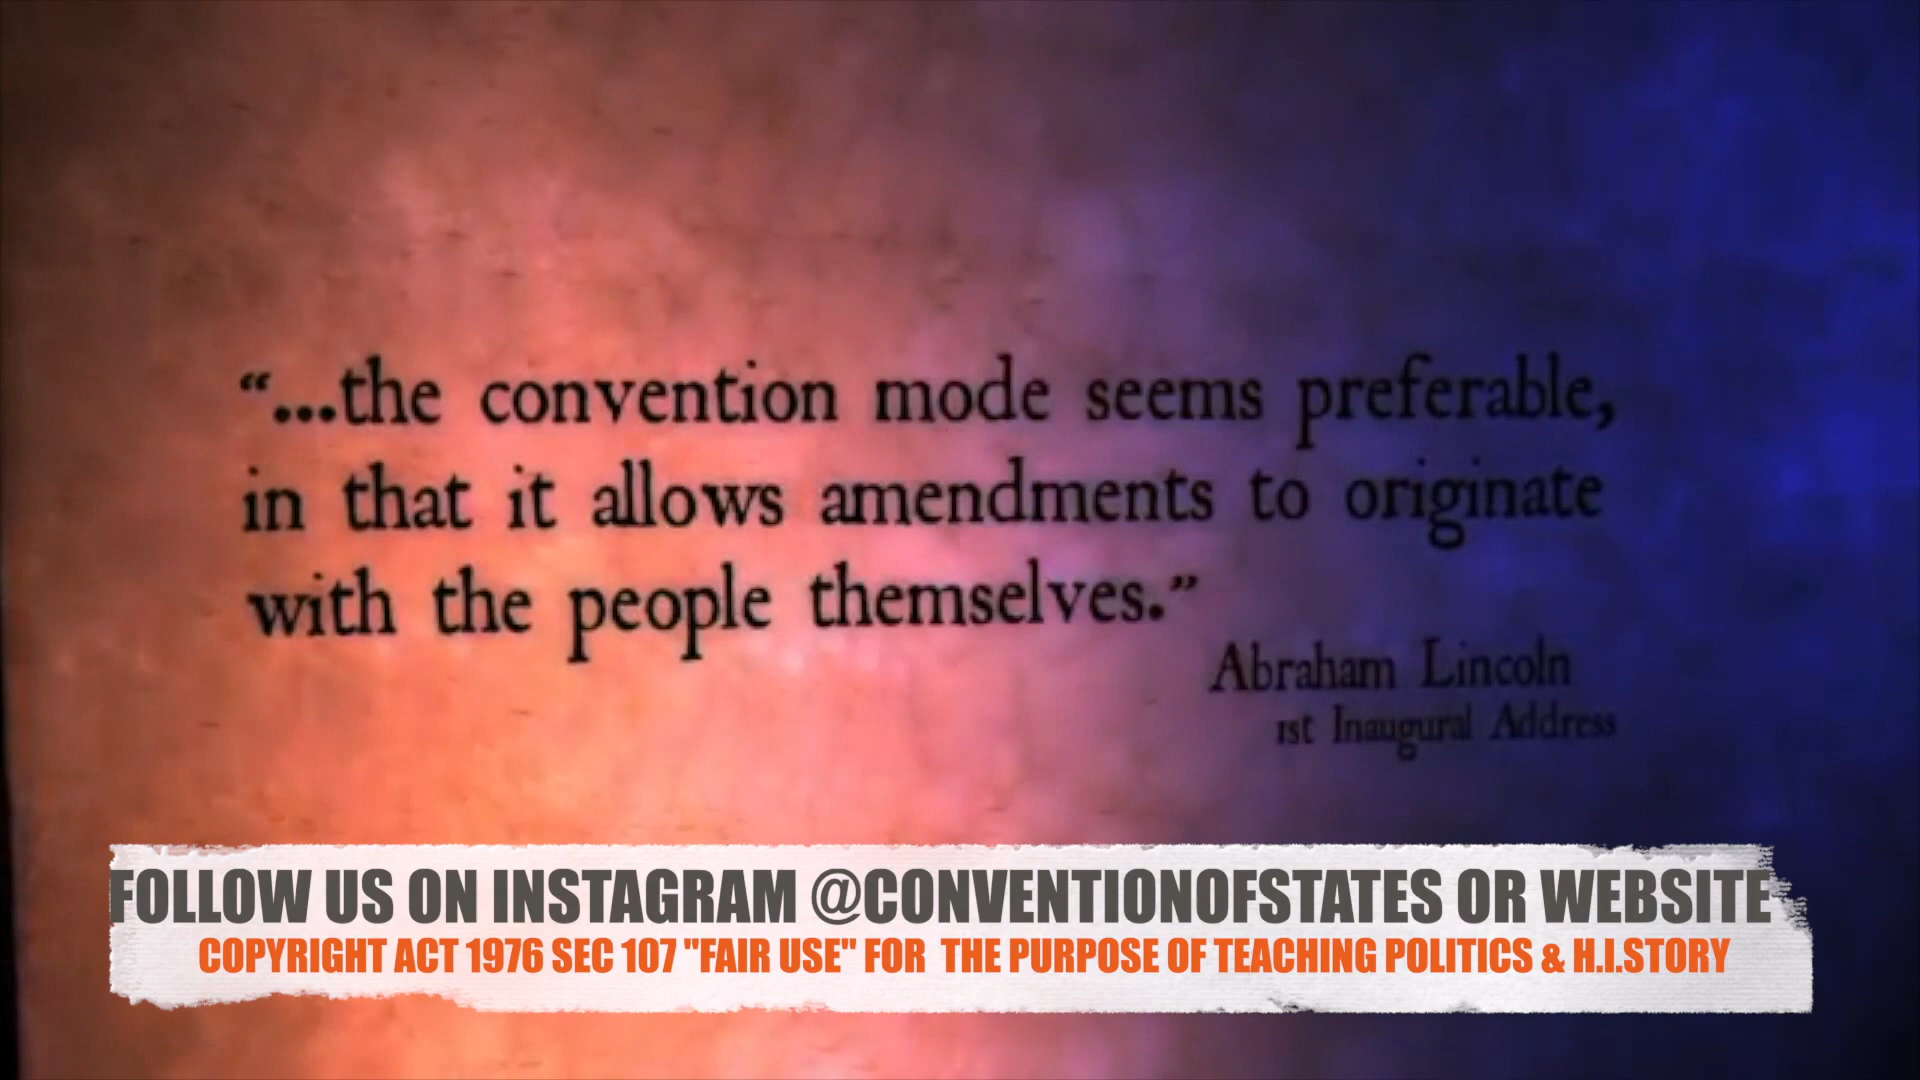 “...the convention mode seems preferable,
in that it allows amendments to originate
with the people themselves.”
Abraham Lincoln
1st Inaugural Address
FOLLOW US ON INSTAGRAM @CONVENTIONOFSTATES OR WEBSITE
COPYRIGHT ACT 1976 SEC 107 "FAIR USE" FOR THE PURPOSE OF TEACHING POLITICS & H.I.STORY